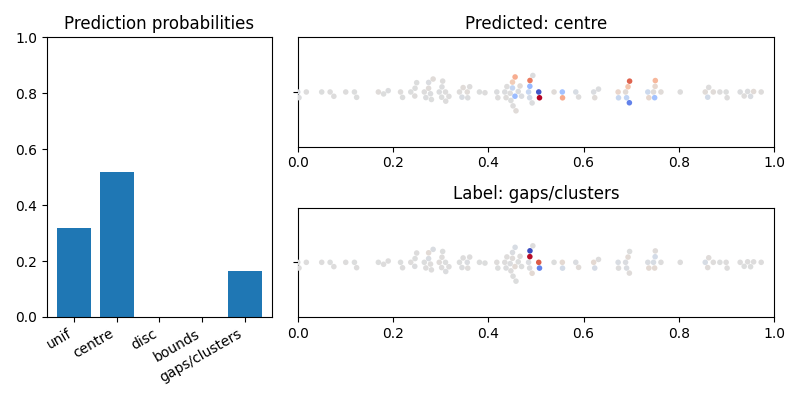 Prediction probabilities
1.0
0.8
0.6
0.4
0.2
0.0
unif
centre
disc
bounds
gaps/clusters
Predicted: centre
0.0 0.2 0.4 0.6 0.8 1.0
Label: gaps/clusters
0.0 0.2 0.4 0.6 0.8 1.0